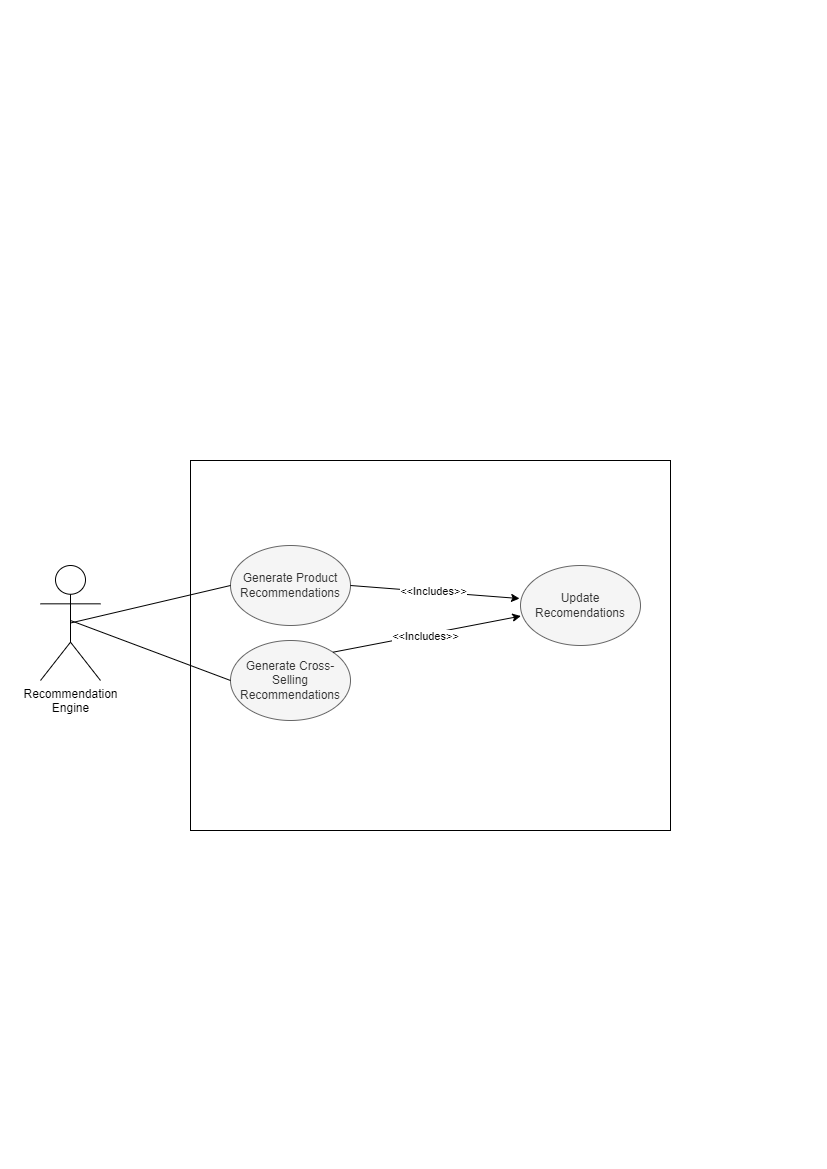 Generate Product
Recommendations
<<Includes>>
Update
Recomendations
<<Includes>>
Generate Cross-
Selling
Recommendations
Recommendation
Engine